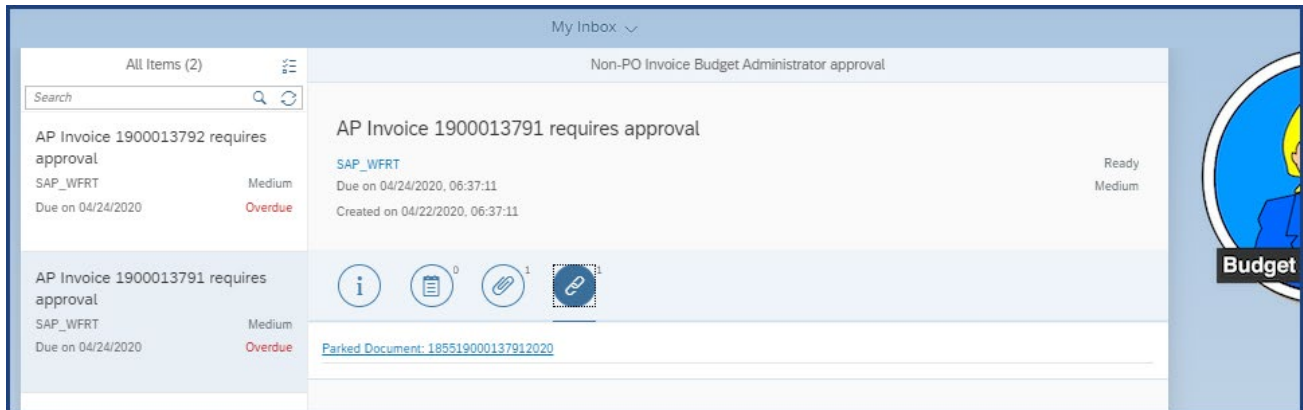 My Inbox
All Items (2)
Search
AP Invoice 1900013792 requires
approval
SAP_WFRT Medium
Due on 04/24/2020 Overdue
AP Invoice 1900013791 requires
approval
SAP_WFRT Medium
Due on 04/24/2020 Overdue
Non-PO Invoice Budget Administrator approval
AP Invoice 1900013791 requires approval
SAP_WFRT Ready
Due on 04/24/2020, 06:37:11 Medium
Created on 04/22/2020, 06:37:11
i 0 1 1
Parked Document: 185519000137912020
Budget